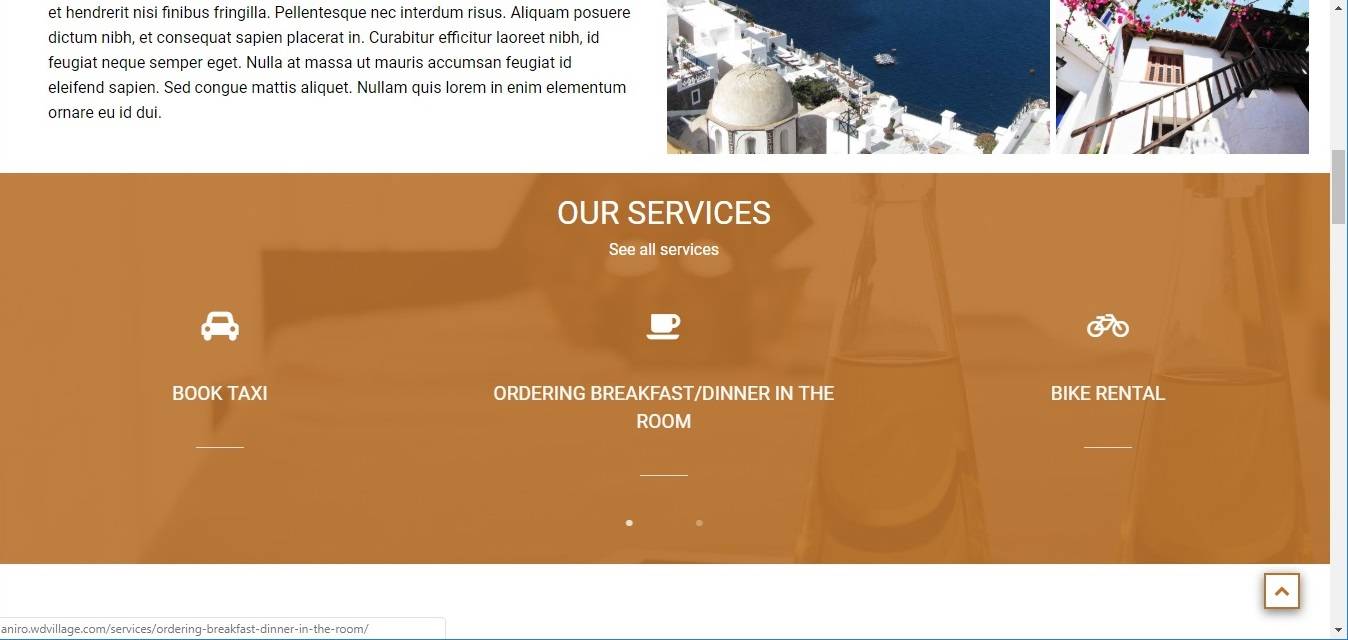 et hendrerit nisi finibus fringilla. Pellentesque nec interdum risus. Aliquam posuere
dictum nibh, et consequat sapien placerat in. Curabitur efficitur laoreet nibh, id
feugiat neque semper eget. Nulla at massa ut mauris accumsan feugiat id
eleifend sapien. Sed congue mattis aliquet. Nullam quis lorem in enim elementum
ornare eu id dui.
OUR SERVICES
See all services
BOOK TAXI
ORDERING BREAKFAST/DINNER IN THE
ROOM
BIKE RENTAL
aniro.wdvillage.com/services/ordering-breakfast-dinner-in-the-room/